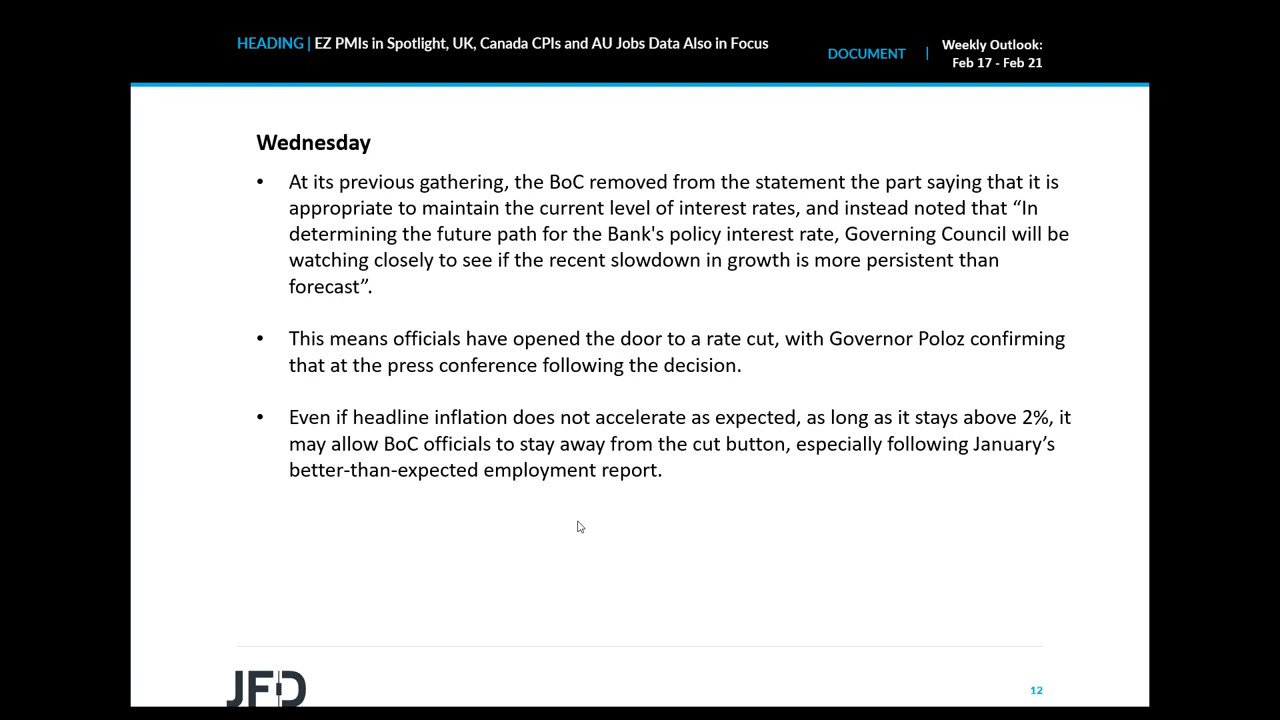 HEADING | EZ PMIs in Spotlight, UK, Canada CPIs and AU Jobs Data Also in Focus
DOCUMENT | Weekly Outlook:
Feb 17 - Feb 21
Wednesday
• At its previous gathering, the BoC removed from the statement the part saying that it is
appropriate to maintain the current level of interest rates, and instead noted that “In
determining the future path for the Bank's policy interest rate, Governing Council will be
watching closely to see if the recent slowdown in growth is more persistent than
forecast”.
• This means officials have opened the door to a rate cut, with Governor Poloz confirming
that at the press conference following the decision.
• Even if headline inflation does not accelerate as expected, as long as it stays above 2%, it
may allow BoC officials to stay away from the cut button, especially following January’s
better-than-expected employment report.
JFD
12